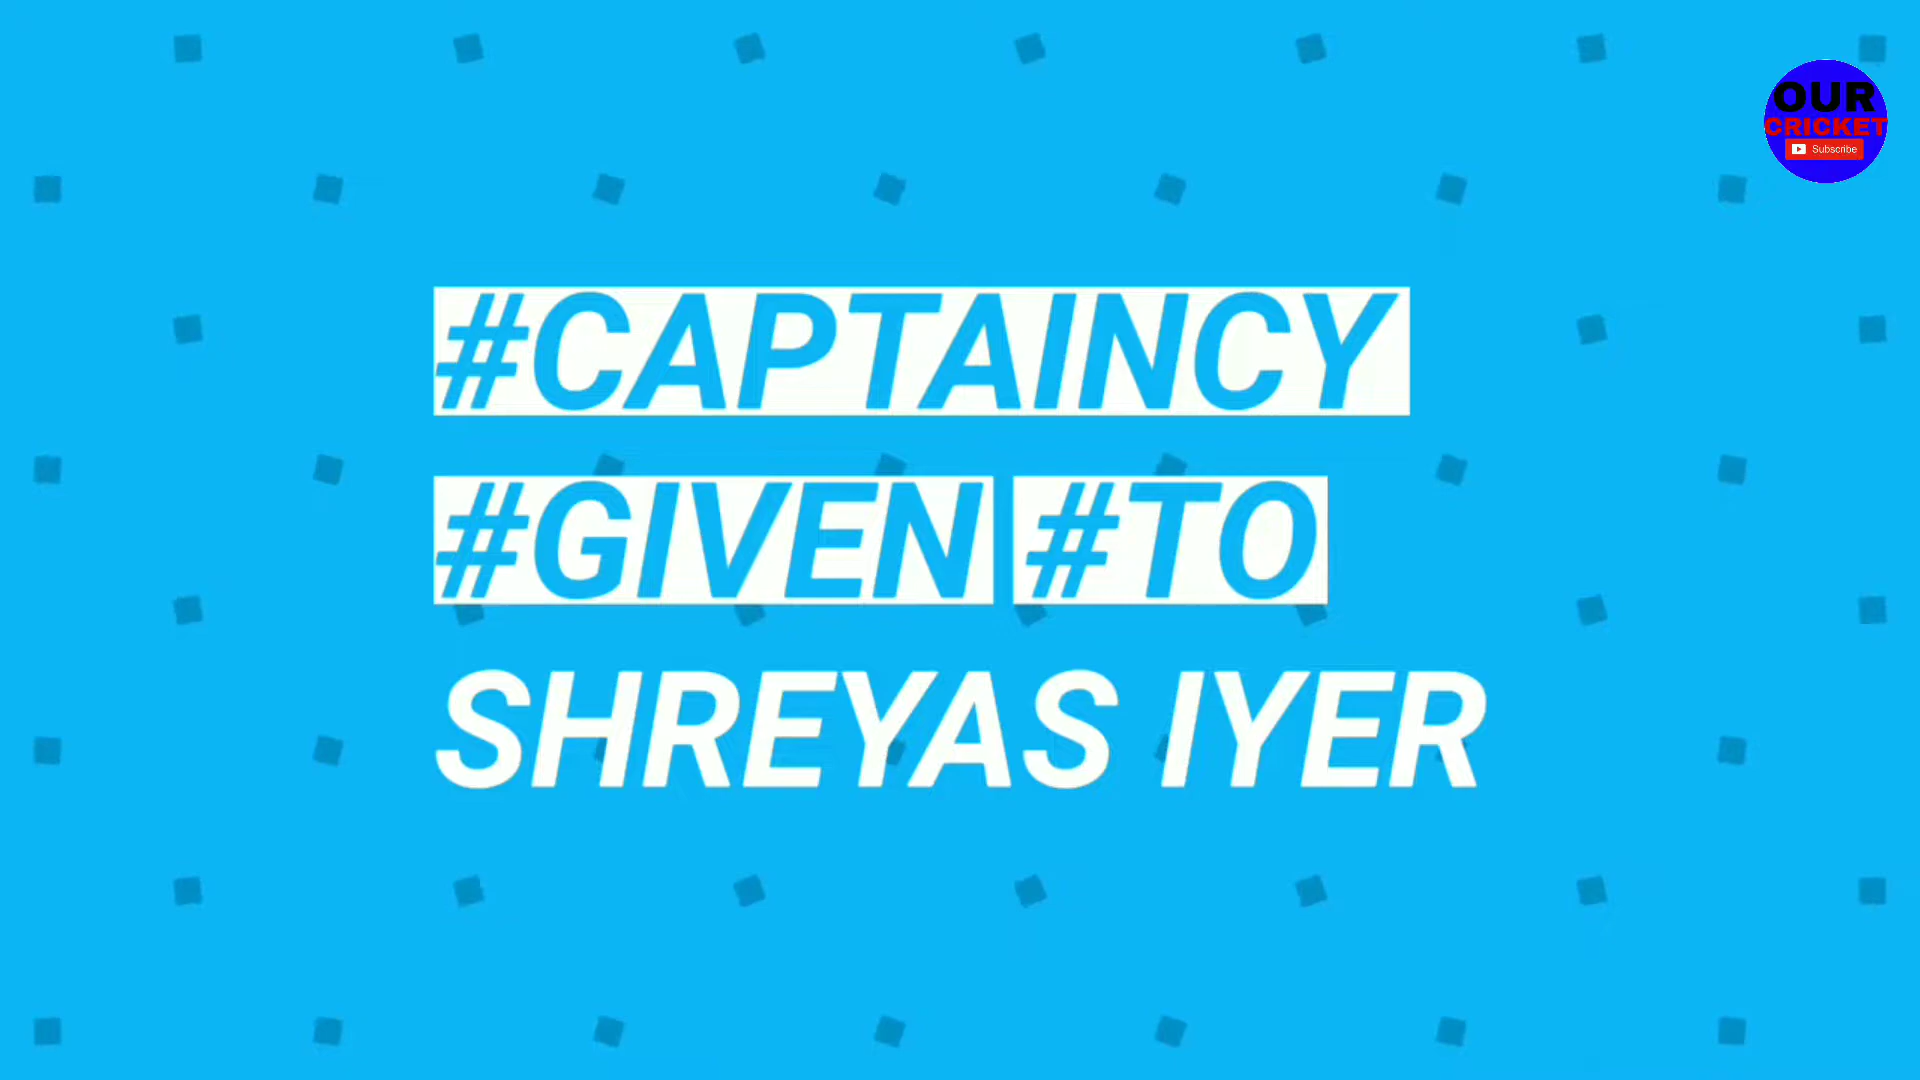 OUR
CRICKET
Subscribe
#CAPTAINCY
#GIVEN #TO
SHREYAS IYER